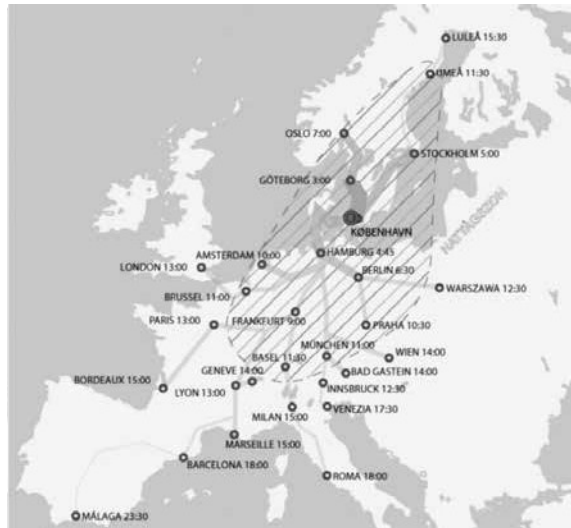 LULEÅ 15:30
UMEÅ 11:30
OSLO 7:00
STOCKHOLM 5:00
GÖTEBORG 3:00
NATTÅGSZON
KØBENHAVN
HAMBURG 4:45
AMSTERDAM 10:00
LONDON 13:00
BERLIN 6:30
WARSZAWA 12:30
BRUSSEL 11:00
PARIS 13:00
FRANKFURT 9:00
PRAHA 10:30
MÜNCHEN 11:00
WIEN 14:00
BASEL 11:30
GENEVE 14:00
BAD GASTEIN 14:00
BORDEAUX 15:00
LYON 13:00
INNSBRUCK 12:30
MILAN 15:00
VENEZIA 17:30
MARSEILLE 15:00
BARCELONA 18:00
ROMA 18:00
MÁLAGA 23:30